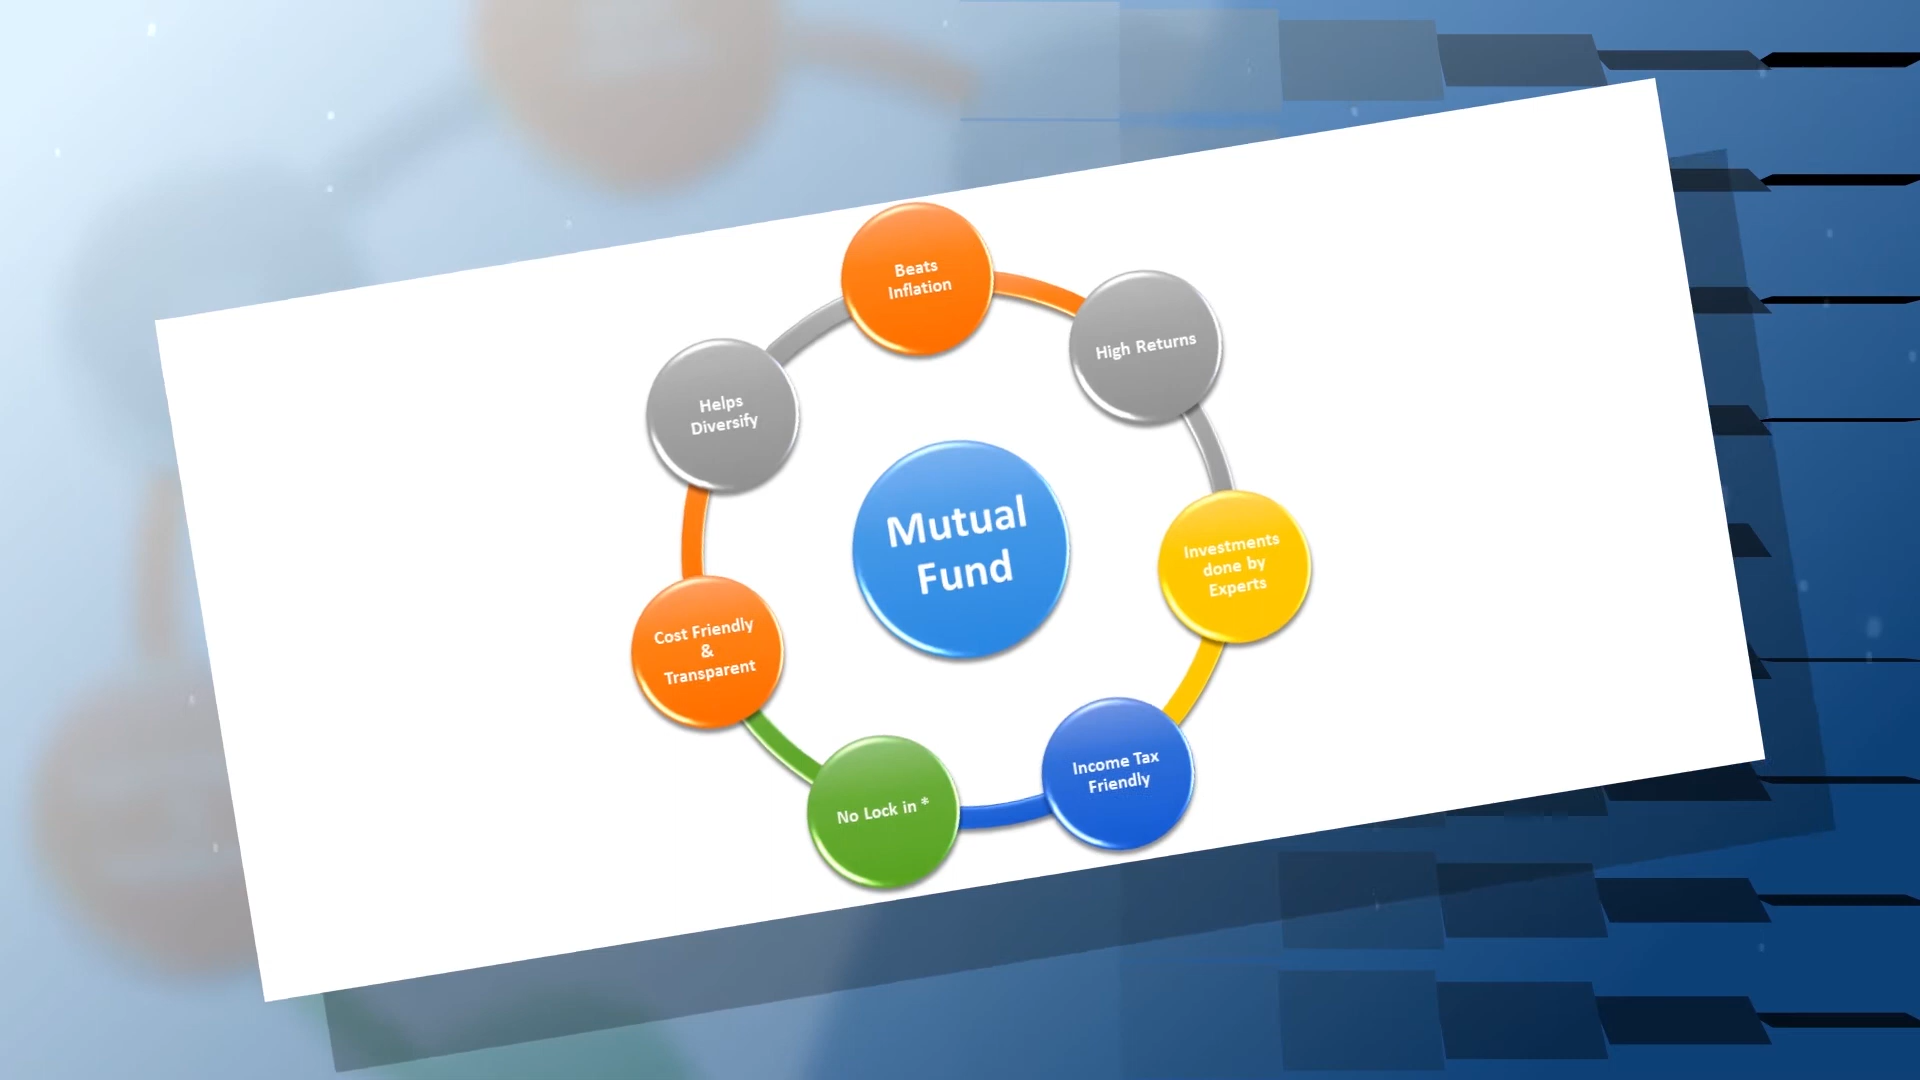 Beats
Inflation
High Returns
Helps
Diversify
Mutual
Fund
Investments
done by
Experts
Cost Friendly
&
Transparent
Income Tax
Friendly
No Lock in *